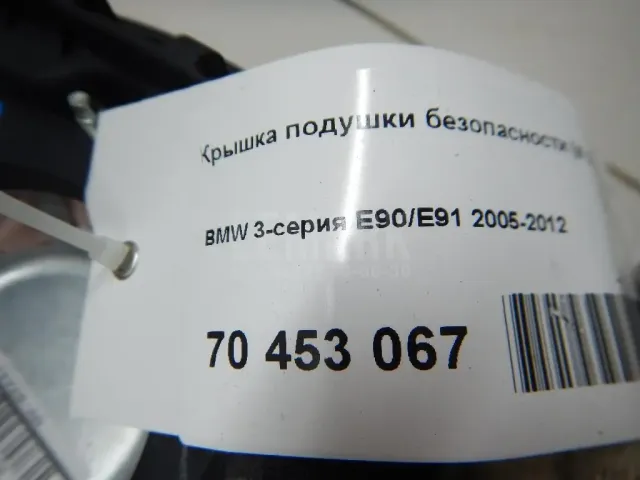 Крышка подушки безопасности
BMW 3-серия E90/E91 2005-2012
70 453 067